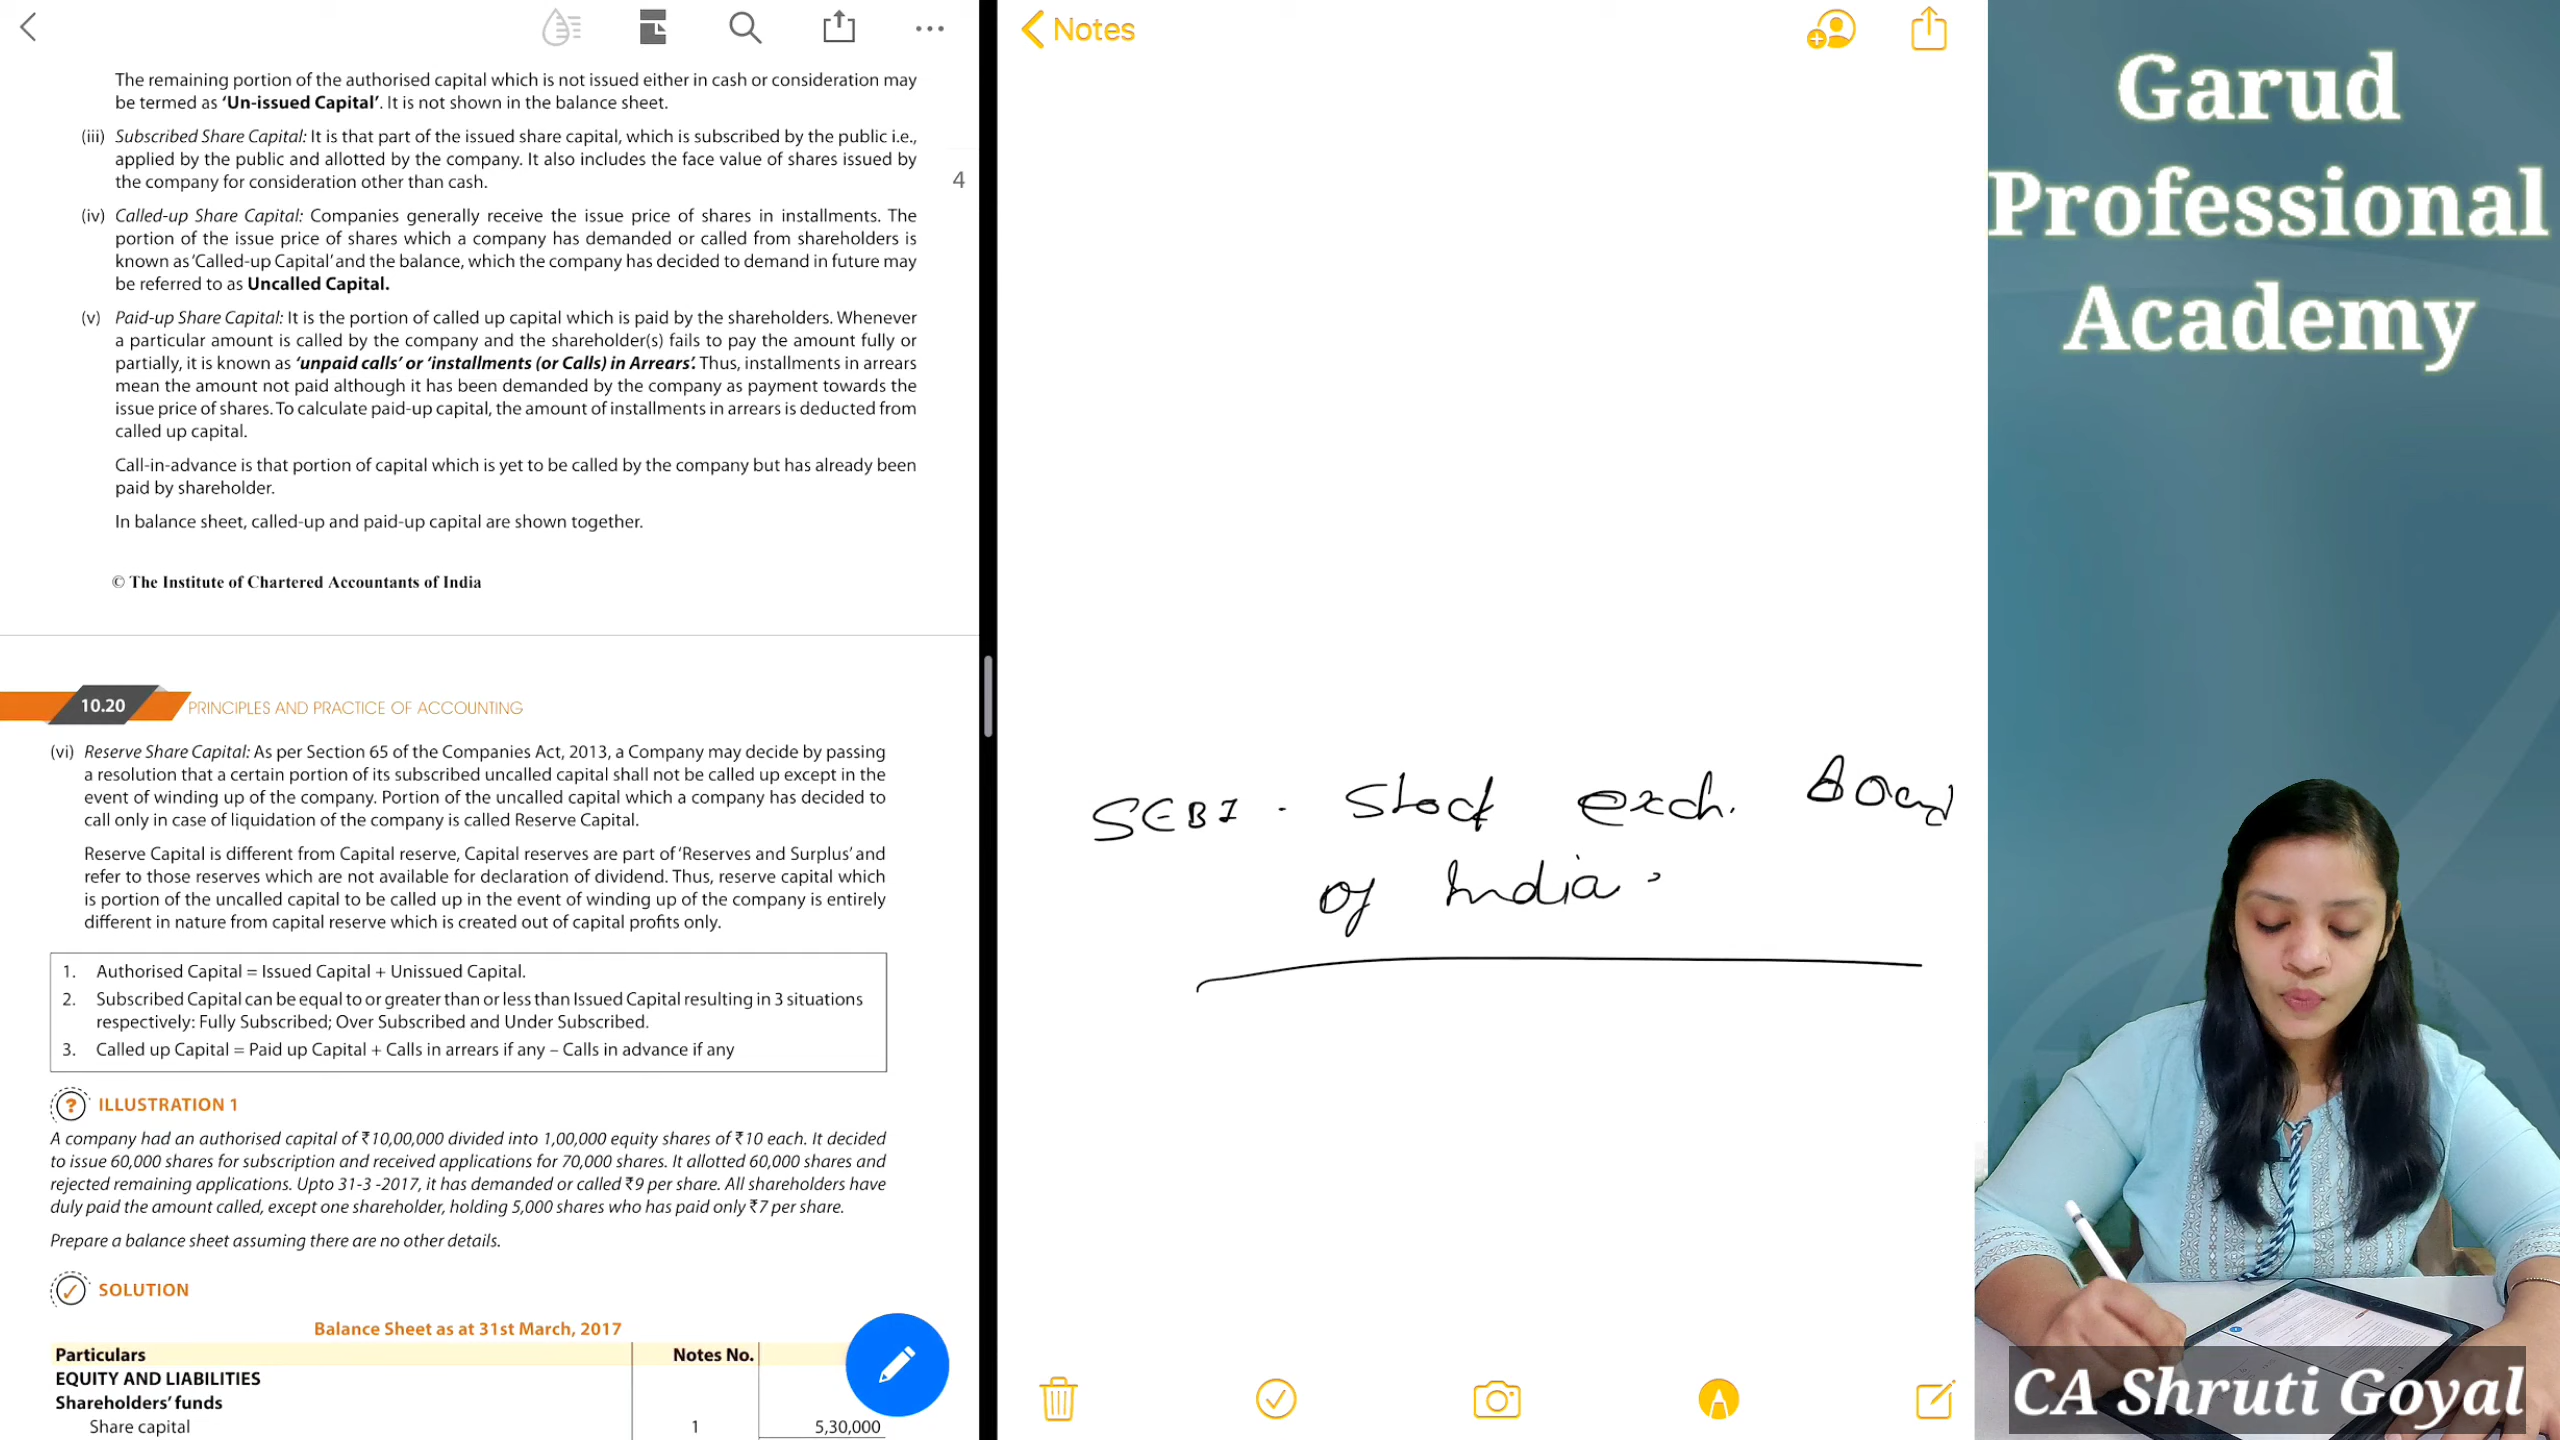 The remaining portion of the authorised capital which is not issued either in cash or consideration may
be termed as 'Un-issued Capital'. It is not shown in the balance sheet.
(iii) Subscribed Share Capital: It is that part of the issued share capital, which is subscribed by the public i.e.,
applied by the public and allotted by the company. It also includes the face value of shares issued by
the company for consideration other than cash.
4
(iv) Called-up Share Capital: Companies generally receive the issue price of shares in installments. The
portion of the issue price of shares which a company has demanded or called from shareholders is
known as 'Called-up Capital' and the balance, which the company has decided to demand in future may
be referred to as Uncalled Capital.
(v) Paid-up Share Capital: It is the portion of called up capital which is paid by the shareholders. Whenever
a particular amount is called by the company and the shareholder(s) fails to pay the amount fully or
partially, it is known as 'unpaid calls' or 'installments (or Calls) in Arrears'. Thus, installments in arrears
mean the amount not paid although it has been demanded by the company as payment towards the
issue price of shares. To calculate paid-up capital, the amount of installments in arrears is deducted from
called up capital.
Call-in-advance is that portion of capital which is yet to be called by the company but has already been
paid by shareholder.
In balance sheet, called-up and paid-up capital are shown together.
© The Institute of Chartered Accountants of India
10.20 PRINCIPLES AND PRACTICE OF ACCOUNTING
(vi) Reserve Share Capital: As per Section 65 of the Companies Act, 2013, a Company may decide by passing
a resolution that a certain portion of its subscribed uncalled capital shall not be called up except in the
event of winding up of the company. Portion of the uncalled capital which a company has decided to
call only in case of liquidation of the company is called Reserve Capital.
Reserve Capital is different from Capital reserve, Capital reserves are part of 'Reserves and Surplus' and
refer to those reserves which are not available for declaration of dividend. Thus, reserve capital which
is portion of the uncalled capital to be called up in the event of winding up of the company is entirely
different in nature from capital reserve which is created out of capital profits only.
1. Authorised Capital = Issued Capital + Unissued Capital.
2. Subscribed Capital can be equal to or greater than or less than Issued Capital resulting in 3 situations
respectively: Fully Subscribed; Over Subscribed and Under Subscribed.
3. Called up Capital = Paid up Capital + Calls in arrears if any – Calls in advance if any
? ILLUSTRATION 1
A company had an authorised capital of ₹10,00,000 divided into 1,00,000 equity shares of ₹10 each. It decided
to issue 60,000 shares for subscription and received applications for 70,000 shares. It allotted 60,000 shares and
rejected remaining applications. Upto 31-3 -2017, it has demanded or called ₹9 per share. All shareholders have
duly paid the amount called, except one shareholder, holding 5,000 shares who has paid only ₹7 per share.
Prepare a balance sheet assuming there are no other details.
SOLUTION
Balance Sheet as at 31st March, 2017
Particulars Notes No.
EQUITY AND LIABILITIES
Shareholders' funds
Share capital 1 5,30,000
Notes
SEBI - Stock exch. Board
of India
Garud
Professional
Academy
CA Shruti Goyal